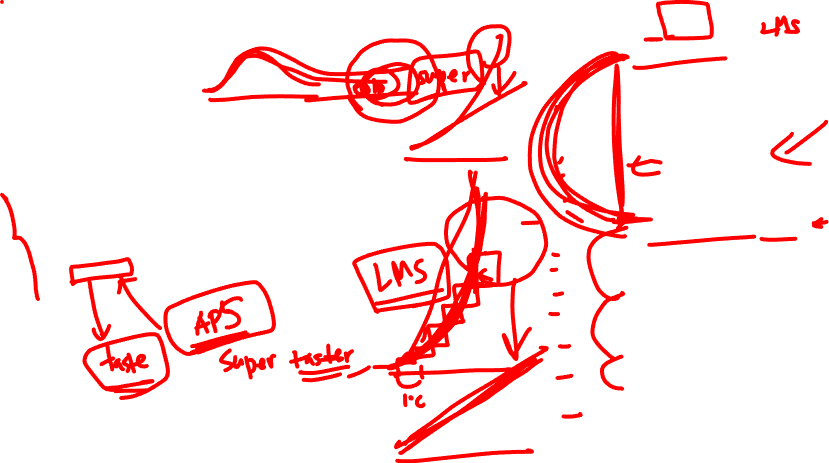 LMS
super
LMS
APS
taste
Super taster
1°C